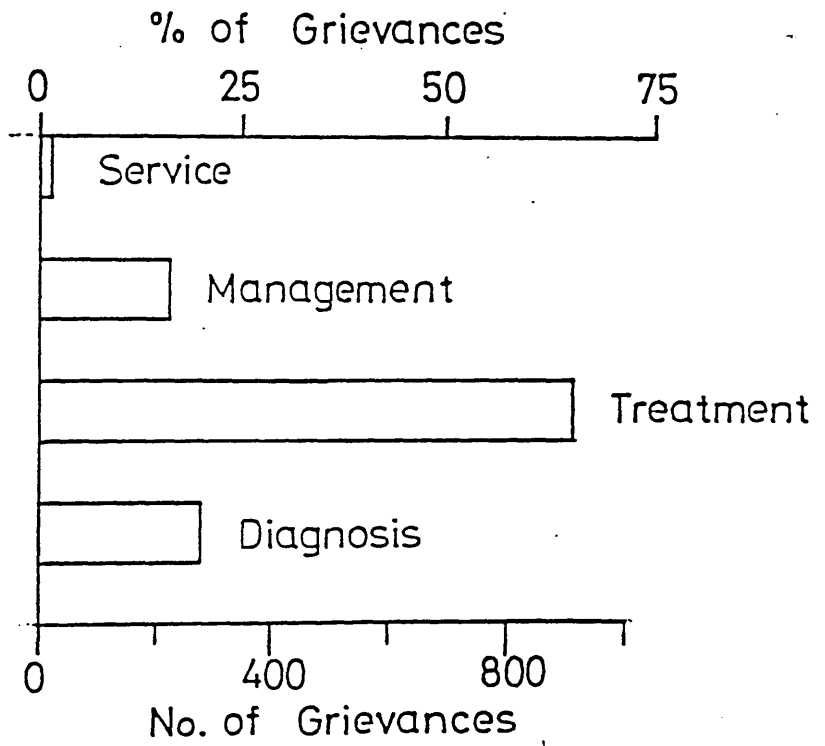 % of Grievances
0 25 50 75
Service
Management
Treatment
Diagnosis
0 400 800
No. of Grievances